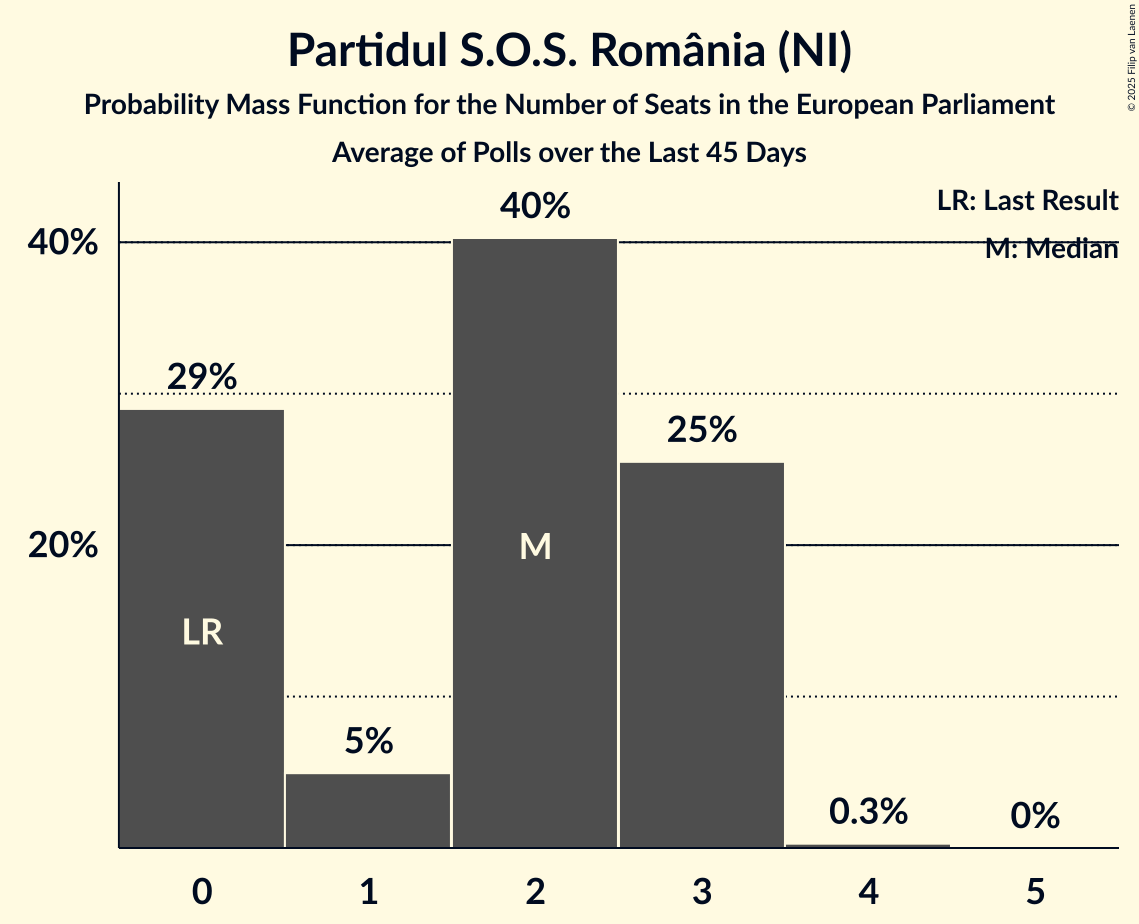 Partidul S.O.S. România (NI)
Probability Mass Function for the Number of Seats in the European Parliament
Average of Polls over the Last 45 Days
© 2025 Filip van Laenen
LR: Last Result
M: Median
40%
20%
29%
5%
40%
25%
0.3%
0%
LR
M
0 1 2 3 4 5